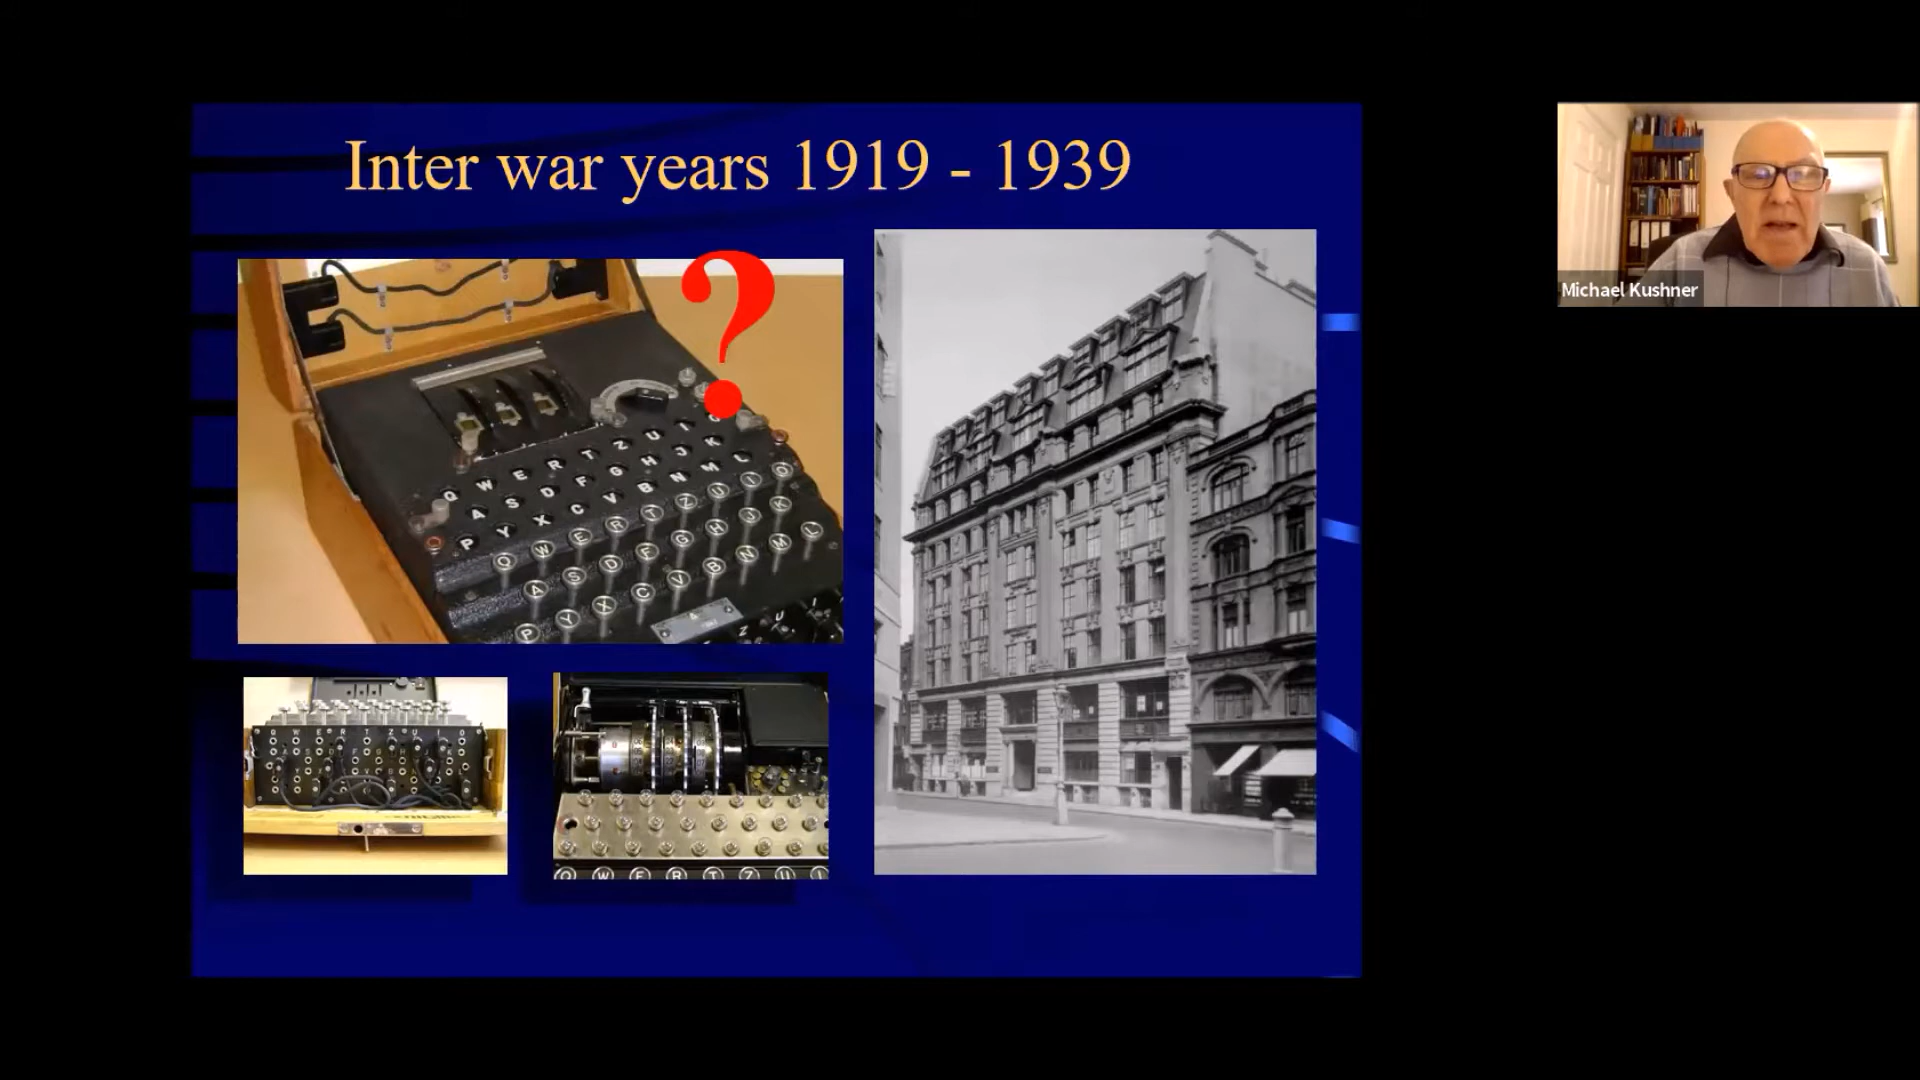 Inter war years 1919 - 1939
?
Michael Kushner
Q W E R T Z U I O
A S D F G H J K
P Y X C V B N M L
Q W E R T Z U I O
A S D F G H J K
P Y X C V B N M L
Q W E R T Z U I O
Q W E R T Z U I